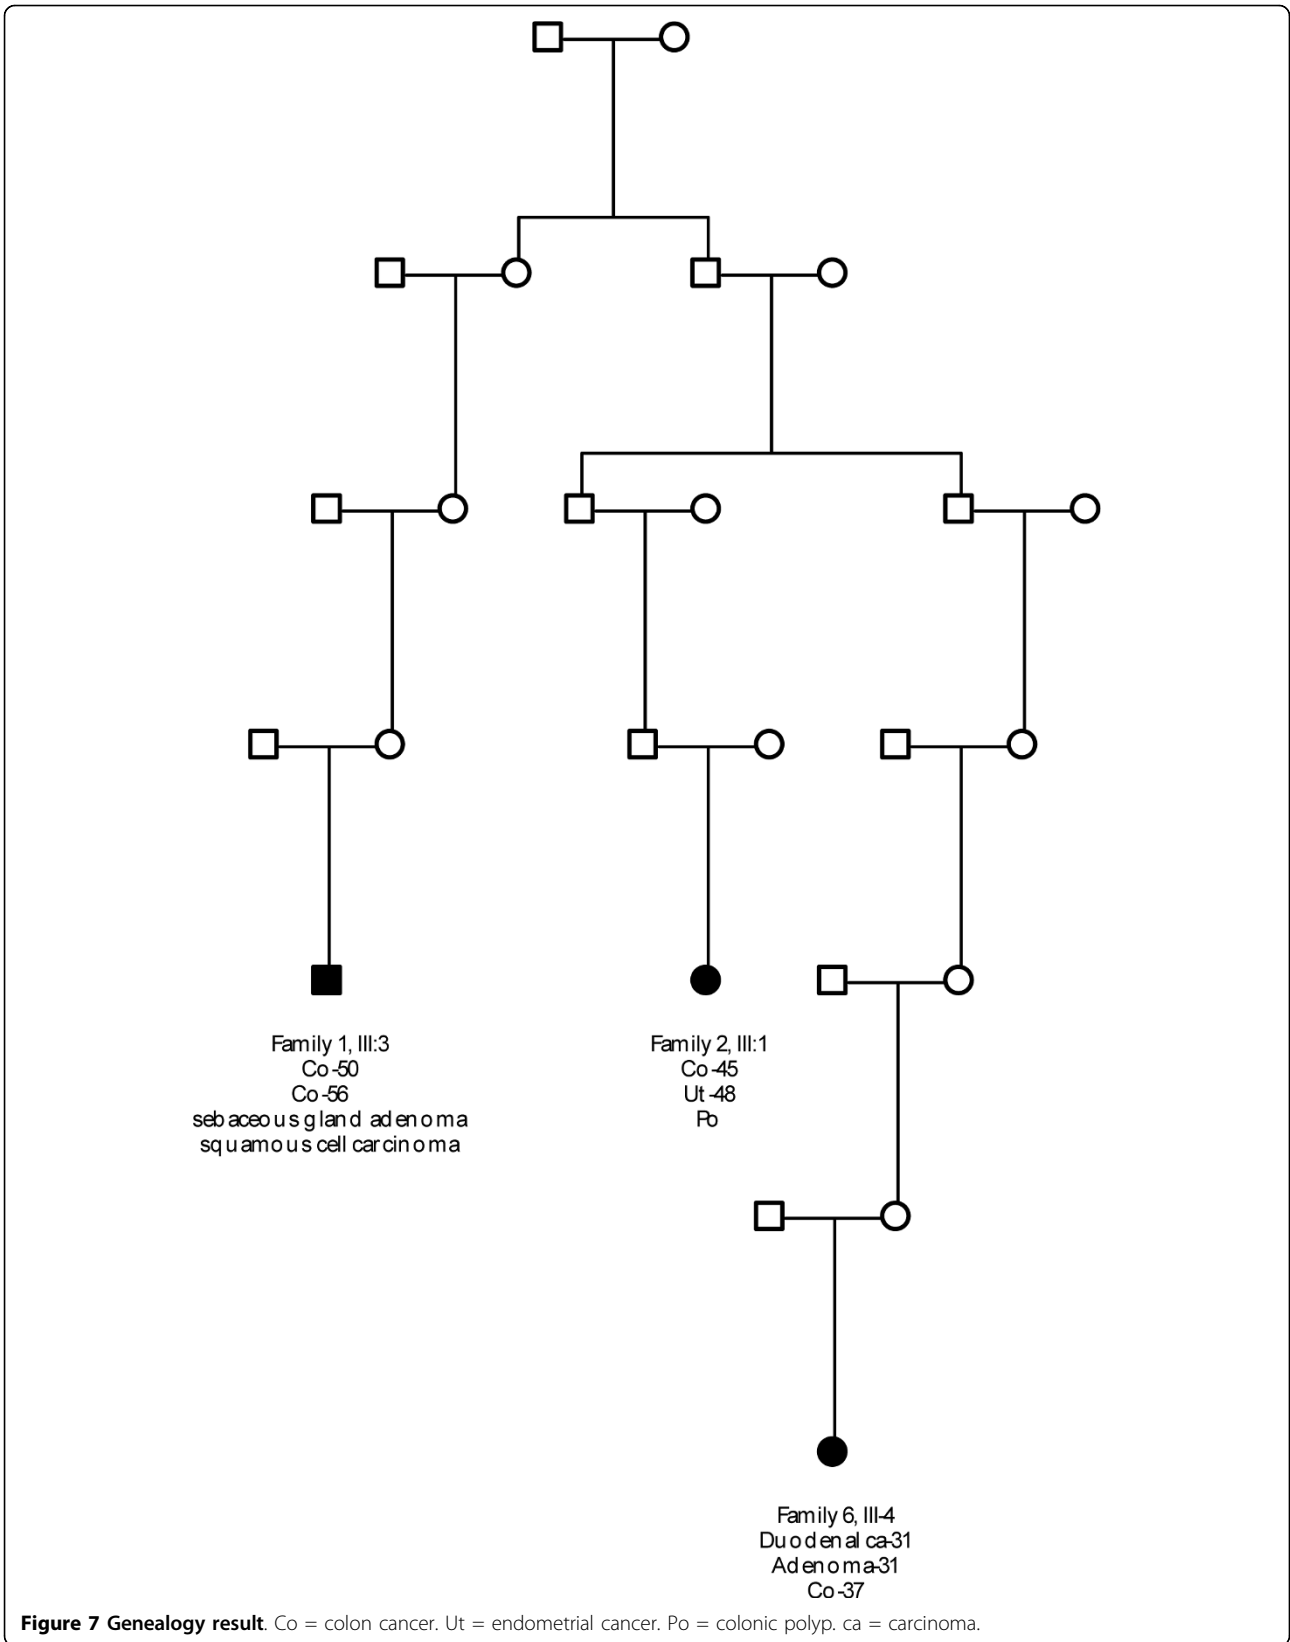 Family 1, III:3
Co-50
Co-56
sebaceous gland adenoma
squamous cell carcinoma
Family 2, III:1
Co-45
Ut-48
Po
Family 6, III-4
Duodenal ca-31
Adenoma-31
Co-37
Figure 7 Genealogy result. Co = colon cancer. Ut = endometrial cancer. Po = colonic polyp. ca = carcinoma.